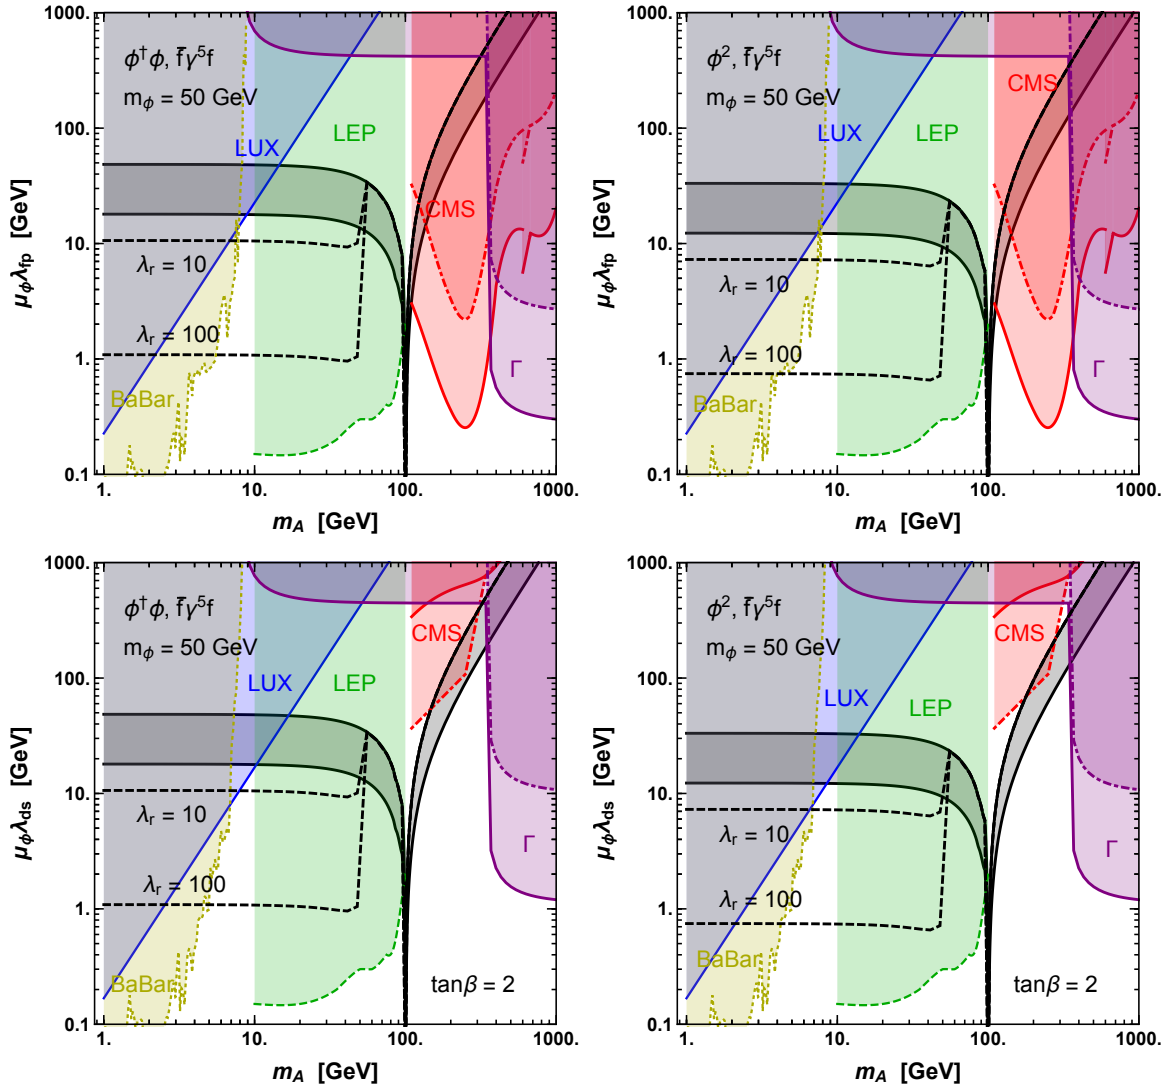 1000.
100.
10.
1.
0.1
μϕλfp [GeV]
ϕ†ϕ, f̄γ⁵f
mϕ = 50 GeV
LUX
LEP
CMS
λr = 10
λr = 100
BaBar
Γ
1.
10.
100.
1000.
mA [GeV]
1000.
100.
10.
1.
0.1
μϕλfp [GeV]
ϕ², f̄γ⁵f
mϕ = 50 GeV
CMS
LUX
LEP
λr = 10
λr = 100
BaBar
Γ
1.
10.
100.
1000.
mA [GeV]
1000.
100.
10.
1.
0.1
μϕλds [GeV]
ϕ†ϕ, f̄γ⁵f
mϕ = 50 GeV
CMS
LUX
LEP
λr = 10
λr = 100
BaBar
Γ
tanβ = 2
1.
10.
100.
1000.
mA [GeV]
1000.
100.
10.
1.
0.1
μϕλds [GeV]
ϕ², f̄γ⁵f
mϕ = 50 GeV
CMS
LUX
LEP
λr = 10
λr = 100
BaBar
Γ
tanβ = 2
1.
10.
100.
1000.
mA [GeV]